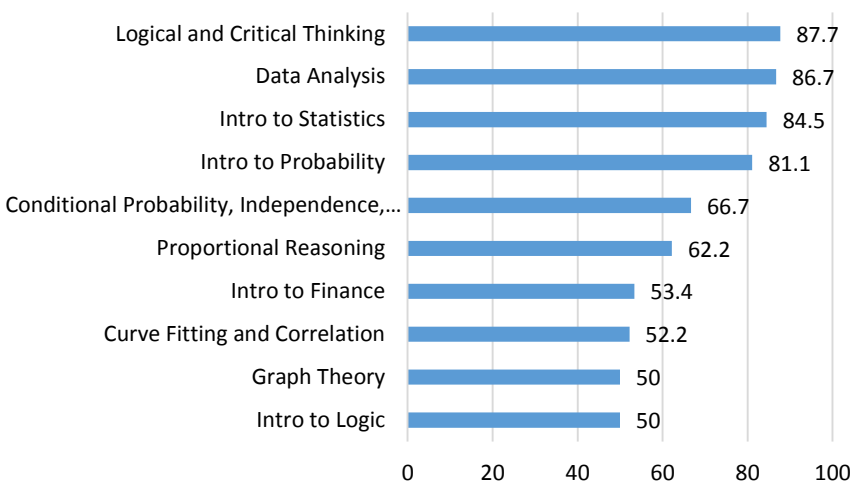 Logical and Critical Thinking 87.7
Data Analysis 86.7
Intro to Statistics 84.5
Intro to Probability 81.1
Conditional Probability, Independence,... 66.7
Proportional Reasoning 62.2
Intro to Finance 53.4
Curve Fitting and Correlation 52.2
Graph Theory 50
Intro to Logic 50
0 20 40 60 80 100